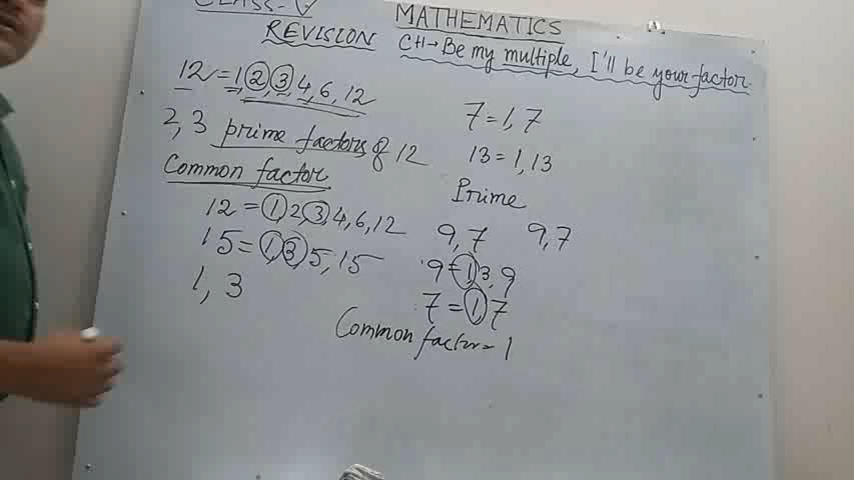 CLASS-V
MATHEMATICS
REVISION
CH→Be my multiple, I'll be your factor.
12=1,2,3,4,6,12
2,3 prime factors of 12
Common factor
12=1,2,3,4,6,12
15=1,3,5,15
1,3
7=1,7
13=1,13
Prime
9,7 9,7
9=1,3,9
7=1,7
Common factor=1